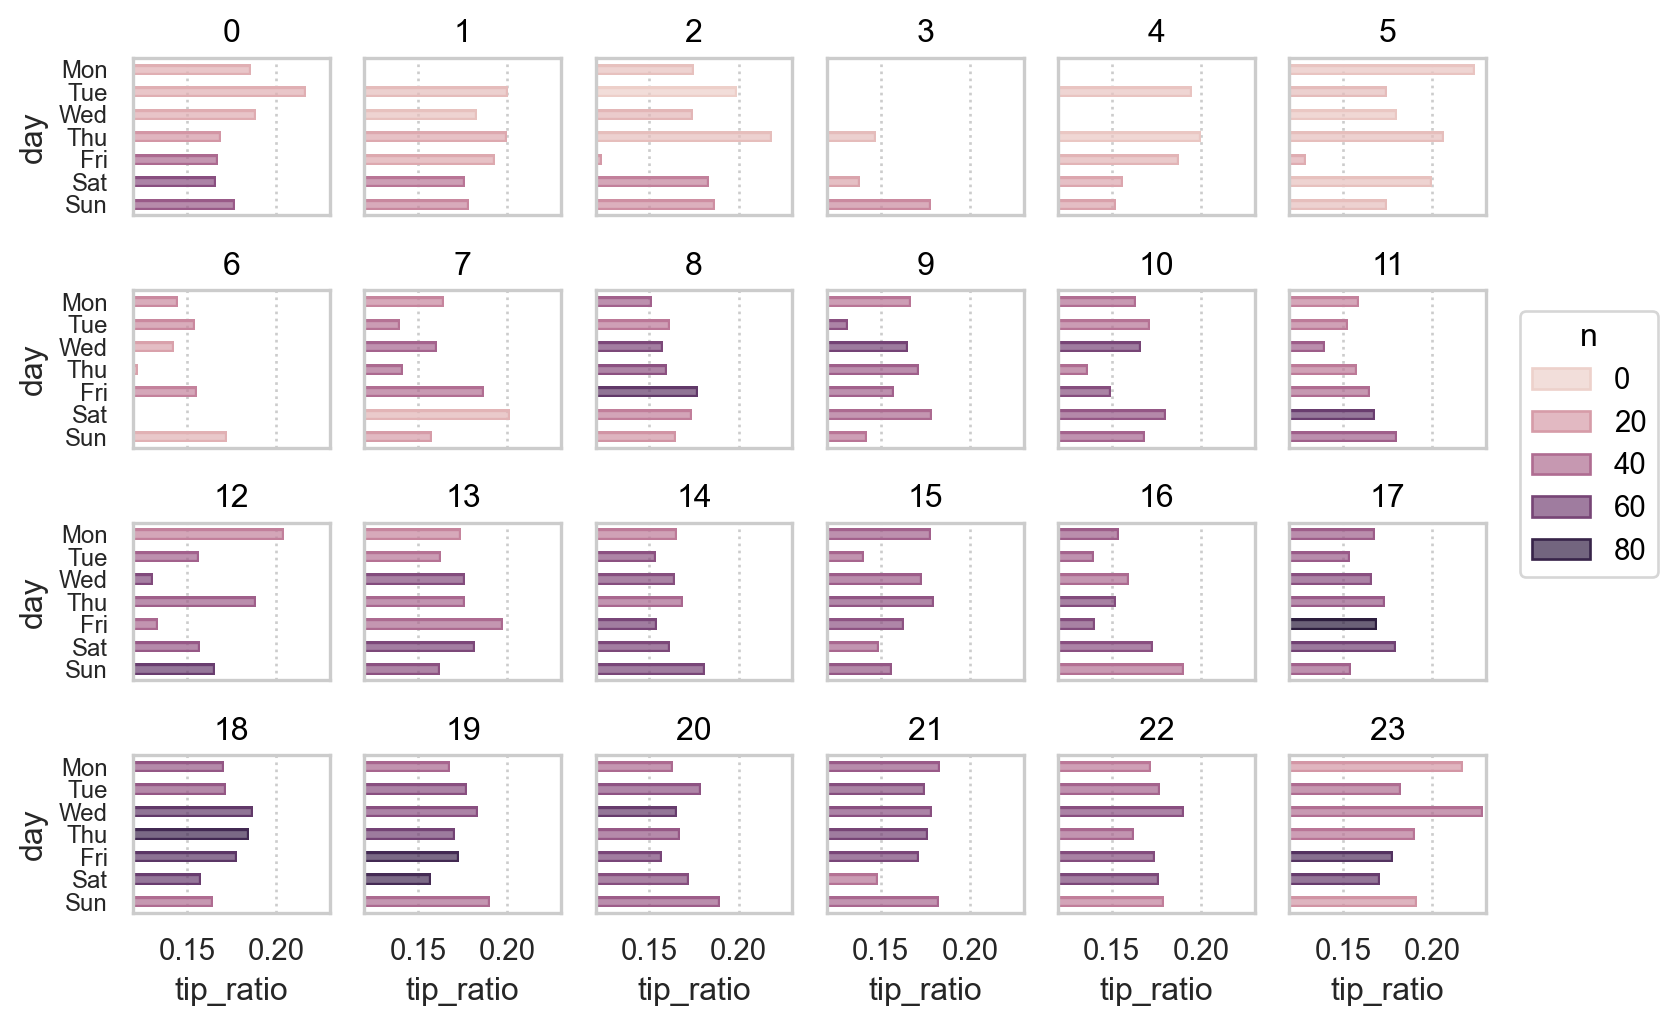 0 1 2 3 4 5
day
Mon
Tue
Wed
Thu
Fri
Sat
Sun
6 7 8 9 10 11
day
Mon
Tue
Wed
Thu
Fri
Sat
Sun
12 13 14 15 16 17
day
Mon
Tue
Wed
Thu
Fri
Sat
Sun
18 19 20 21 22 23
day
Mon
Tue
Wed
Thu
Fri
Sat
Sun
0.15 0.20 0.15 0.20 0.15 0.20 0.15 0.20 0.15 0.20 0.15 0.20
tip_ratio tip_ratio tip_ratio tip_ratio tip_ratio tip_ratio
n
0
20
40
60
80